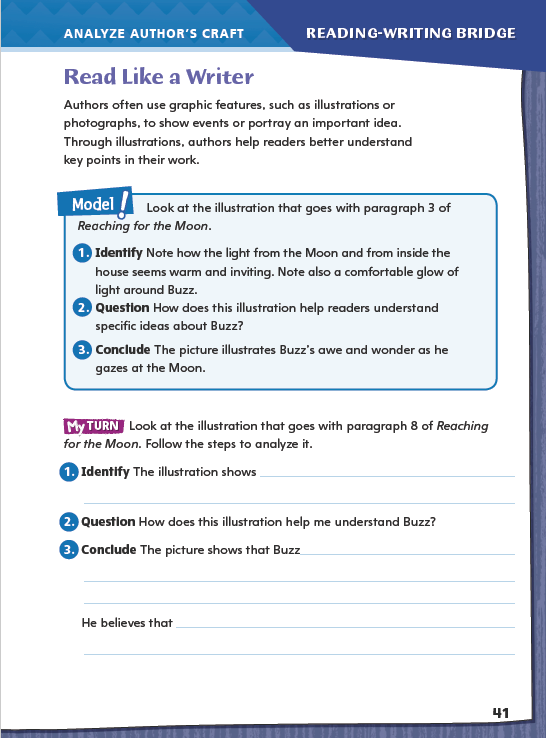 ANALYZE AUTHOR'S CRAFT
READING-WRITING BRIDGE
Read Like a Writer
Authors often use graphic features, such as illustrations or
photographs, to show events or portray an important idea.
Through illustrations, authors help readers better understand
key points in their work.
Model! Look at the illustration that goes with paragraph 3 of
Reaching for the Moon.
1. Identify Note how the light from the Moon and from inside the
house seems warm and inviting. Note also a comfortable glow of
light around Buzz.
2. Question How does this illustration help readers understand
specific ideas about Buzz?
3. Conclude The picture illustrates Buzz's awe and wonder as he
gazes at the Moon.
My TURN Look at the illustration that goes with paragraph 8 of Reaching
for the Moon. Follow the steps to analyze it.
1. Identify The illustration shows
2. Question How does this illustration help me understand Buzz?
3. Conclude The picture shows that Buzz
He believes that
41